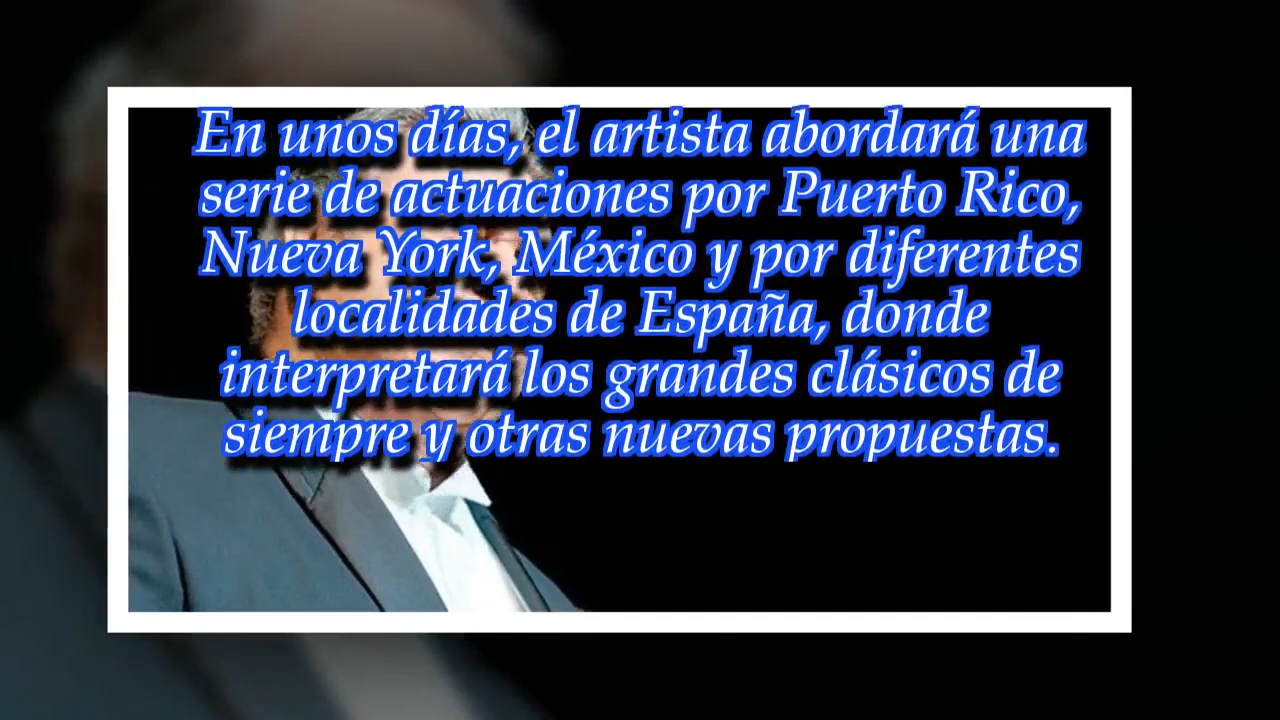 En unos días, el artista abordará una
serie de actuaciones por Puerto Rico,
Nueva York, México y por diferentes
localidades de España, donde
interpretará los grandes clásicos de
siempre y otras nuevas propuestas.